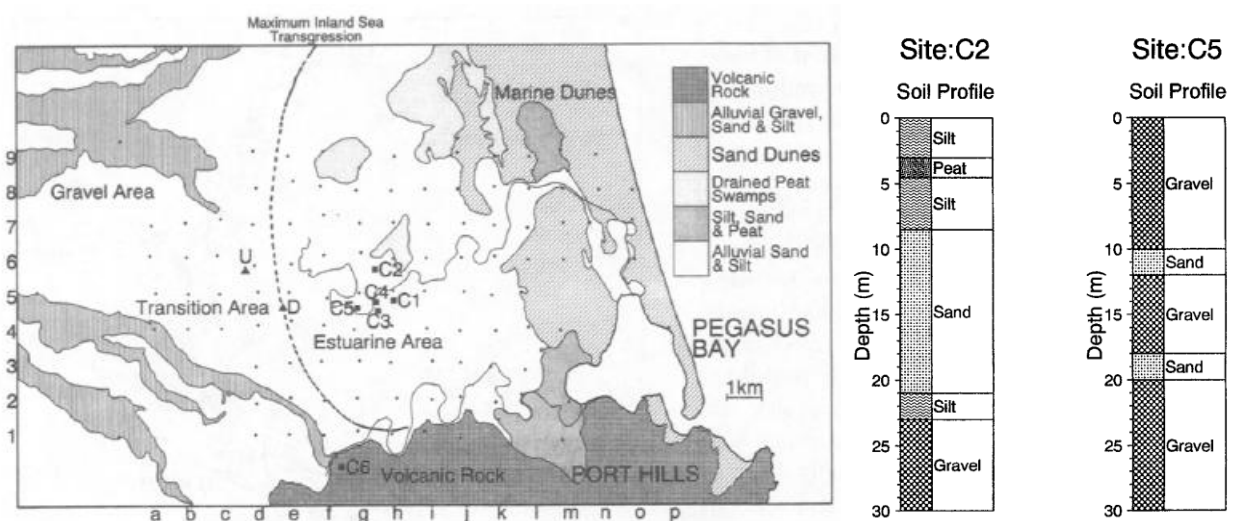 Maximum Inland Sea
Transgression
Marine Dunes
Gravel Area
Transition Area
Estuarine Area
PEGASUS
BAY
1km
Volcanic Rock
PORT HILLS
U
D
C2
C4
C1
C5
C3
C6
Volcanic
Rock
Alluvial Gravel,
Sand & Silt
Sand Dunes
Drained Peat
Swamps
Silt, Sand
& Peat
Alluvial Sand
& Silt
9
8
7
6
5
4
3
2
1
a b c d e f g h i j k l m n o p
Site:C2
Soil Profile
Depth (m)
0
5
10
15
20
25
30
Silt
Peat
Silt
Sand
Silt
Gravel
Site:C5
Soil Profile
Depth (m)
0
5
10
15
20
25
30
Gravel
Sand
Gravel
Sand
Gravel